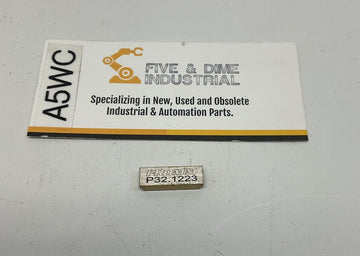 A5WC
FIVE & DIME
INDUSTRIAL
Specializing in New, Used and Obsolete
Industrial & Automation Parts.
P32.1223